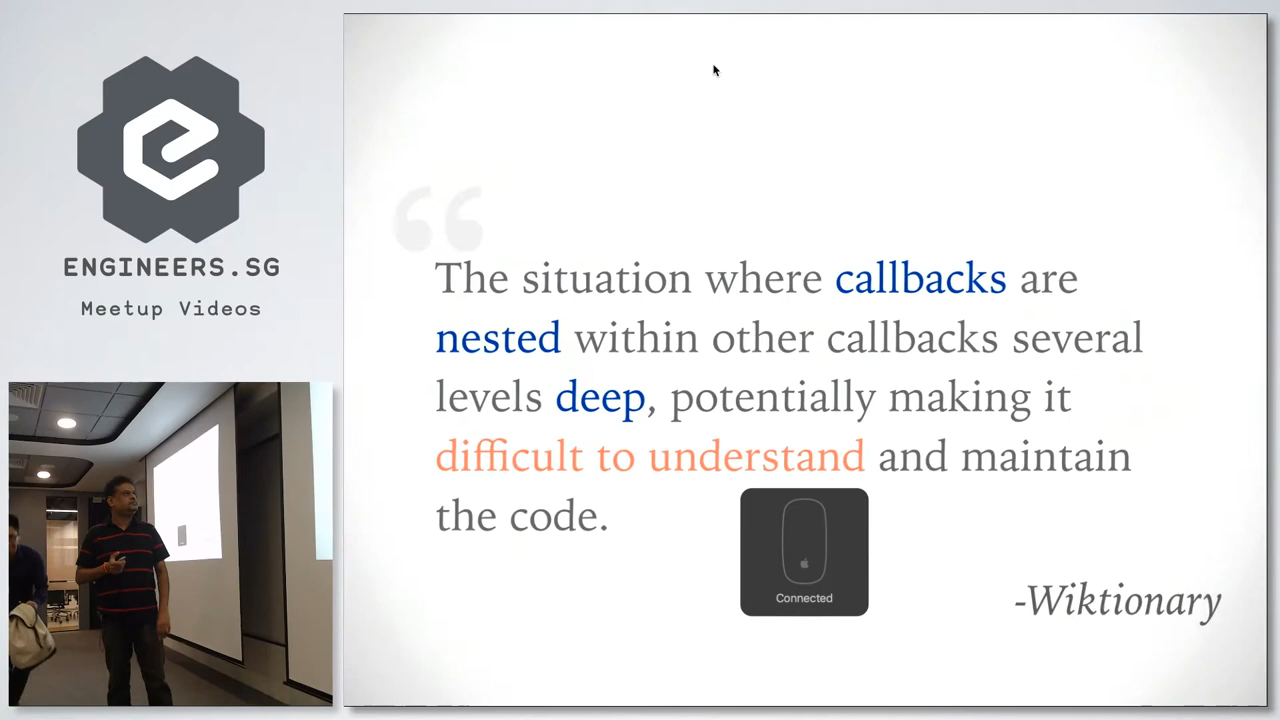 ENGINEERS.SG
Meetup Videos
“
The situation where callbacks are
nested within other callbacks several
levels deep, potentially making it
difficult to understand and maintain
the code.
Connected
-Wiktionary